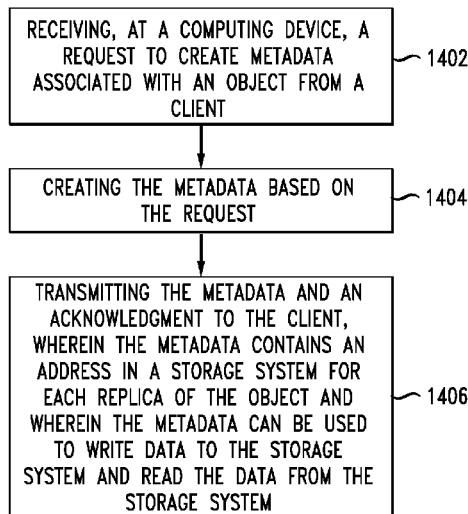 RECEIVING, AT A COMPUTING DEVICE, A
REQUEST TO CREATE METADATA
ASSOCIATED WITH AN OBJECT FROM A
CLIENT
1402
CREATING THE METADATA BASED ON
THE REQUEST
1404
TRANSMITTING THE METADATA AND AN
ACKNOWLEDGMENT TO THE CLIENT,
WHEREIN THE METADATA CONTAINS AN
ADDRESS IN A STORAGE SYSTEM FOR
EACH REPLICA OF THE OBJECT AND
WHEREIN THE METADATA CAN BE USED
TO WRITE DATA TO THE STORAGE
SYSTEM AND READ THE DATA FROM THE
STORAGE SYSTEM
1406